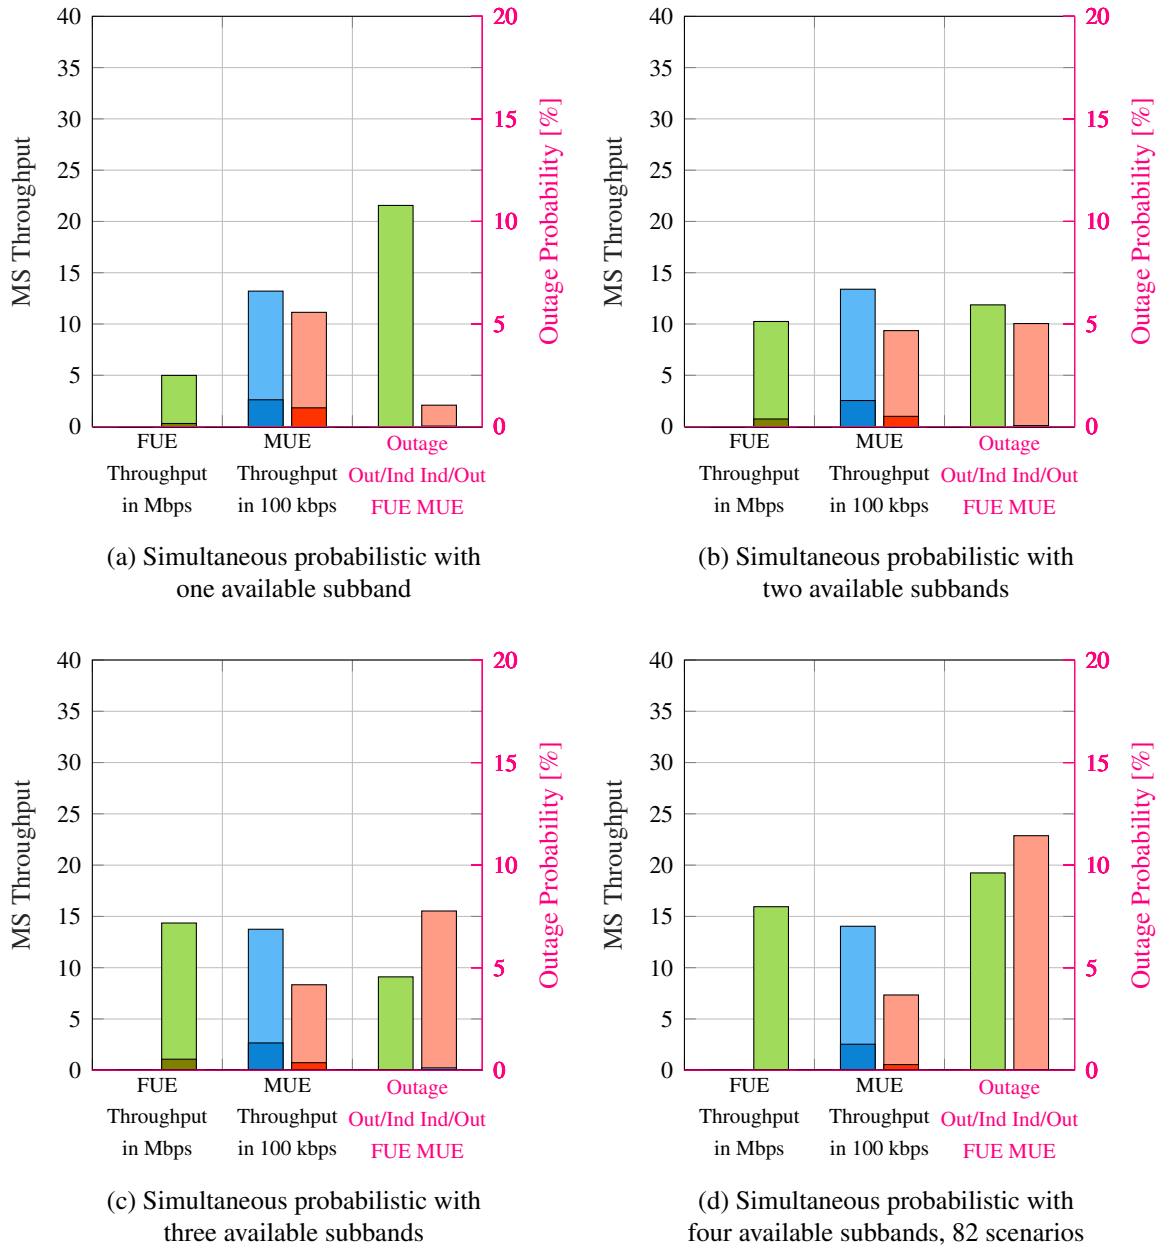 40
35
30
25
20
15
10
5
0
MS Throughput
20
15
10
5
0
Outage Probability [%]
FUE
Throughput
in Mbps
MUE
Throughput
in 100 kbps
Outage
Out/Ind Ind/Out
FUE MUE
(a) Simultaneous probabilistic with
one available subband
40
35
30
25
20
15
10
5
0
MS Throughput
20
15
10
5
0
Outage Probability [%]
FUE
Throughput
in Mbps
MUE
Throughput
in 100 kbps
Outage
Out/Ind Ind/Out
FUE MUE
(b) Simultaneous probabilistic with
two available subbands
40
35
30
25
20
15
10
5
0
MS Throughput
20
15
10
5
0
Outage Probability [%]
FUE
Throughput
in Mbps
MUE
Throughput
in 100 kbps
Outage
Out/Ind Ind/Out
FUE MUE
(c) Simultaneous probabilistic with
three available subbands
40
35
30
25
20
15
10
5
0
MS Throughput
20
15
10
5
0
Outage Probability [%]
FUE
Throughput
in Mbps
MUE
Throughput
in 100 kbps
Outage
Out/Ind Ind/Out
FUE MUE
(d) Simultaneous probabilistic with
four available subbands, 82 scenarios